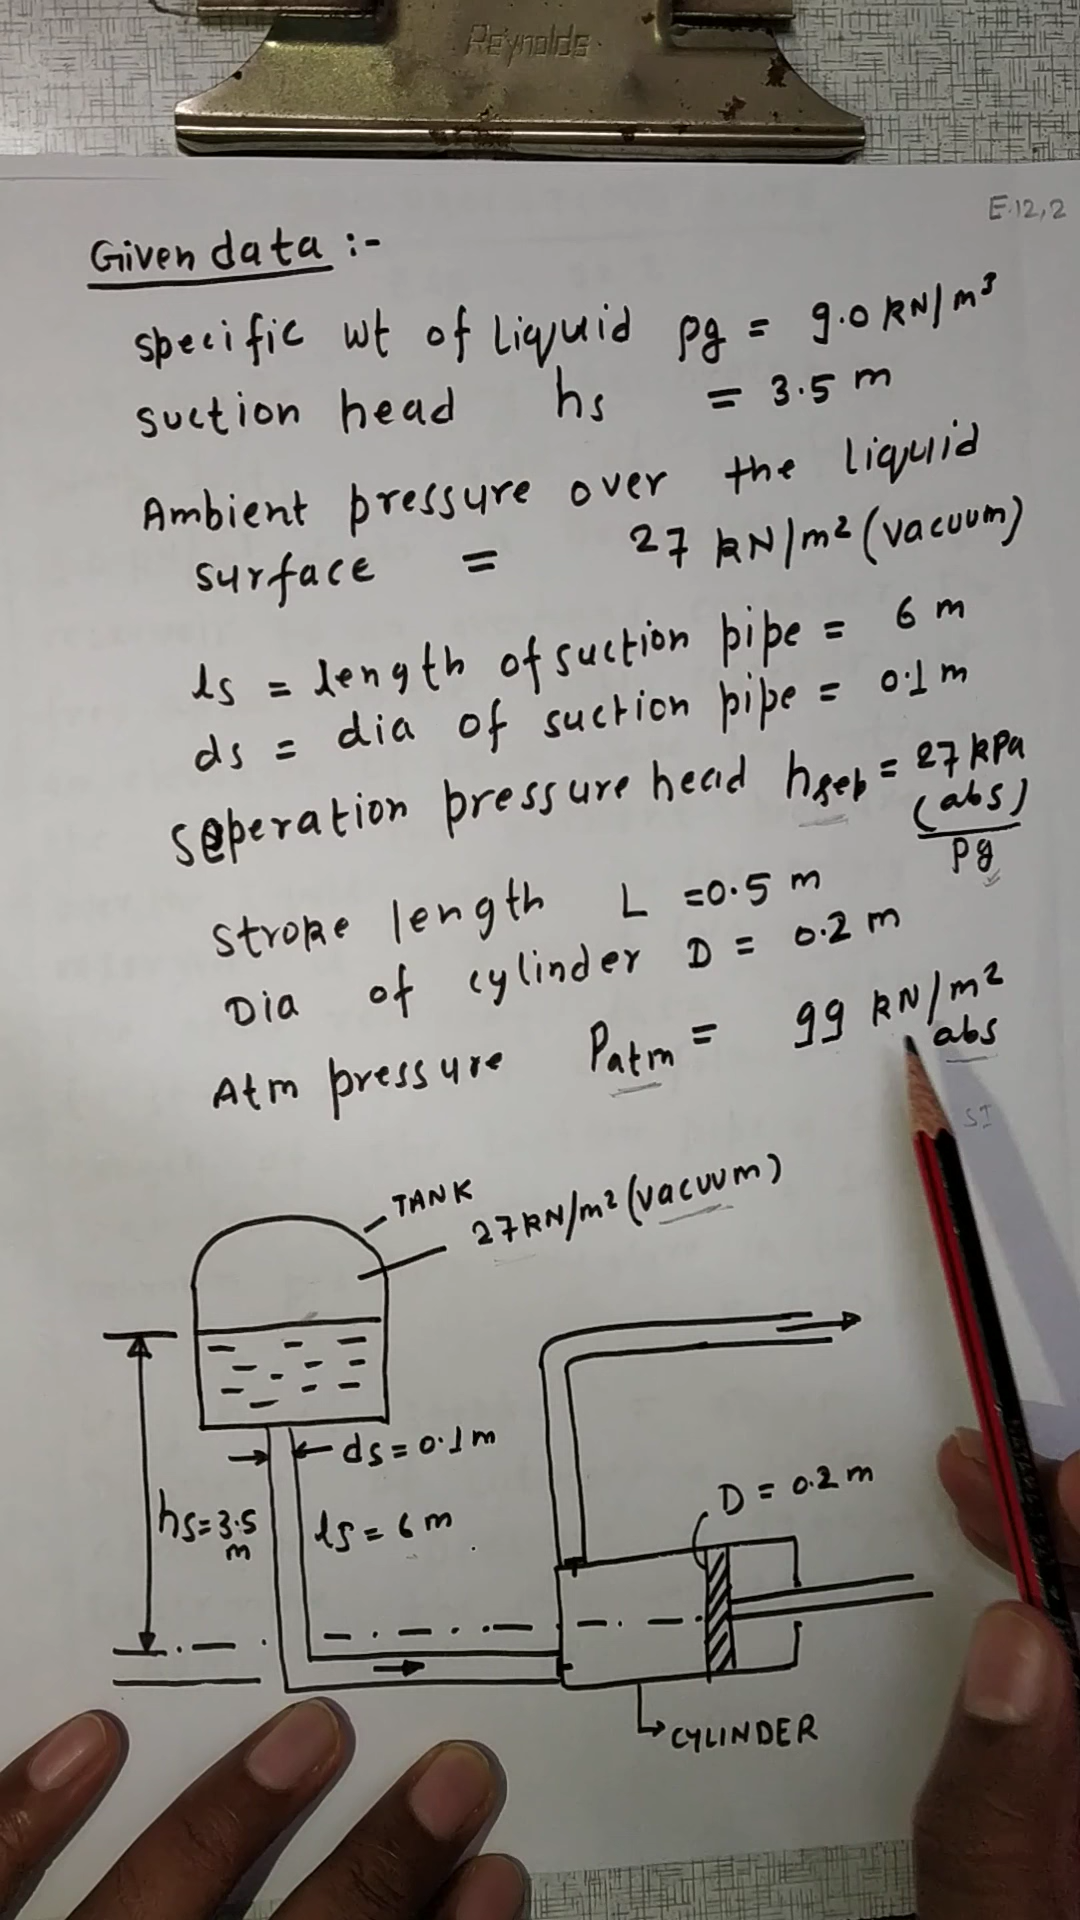 Reynolds
E.12,2
Given data :-
specific wt of liquid ρg = 9.0 kN/m³
suction head hs = 3.5 m
Ambient pressure over the liquid
surface = 27 kN/m² (vacuum)
ls = length of suction pipe = 6 m
ds = dia of suction pipe = 0.1 m
seperation pressure head hsep = 27 kPa
(abs)
ρg
stroke length L = 0.5 m
Dia of cylinder D = 0.2 m
Atm pressure Patm = 99 kN/m²
abs
SI
TANK
27 kN/m² (vacuum)
ds = 0.1 m
D = 0.2 m
hs = 3.5
m
ls = 6 m
CYLINDER